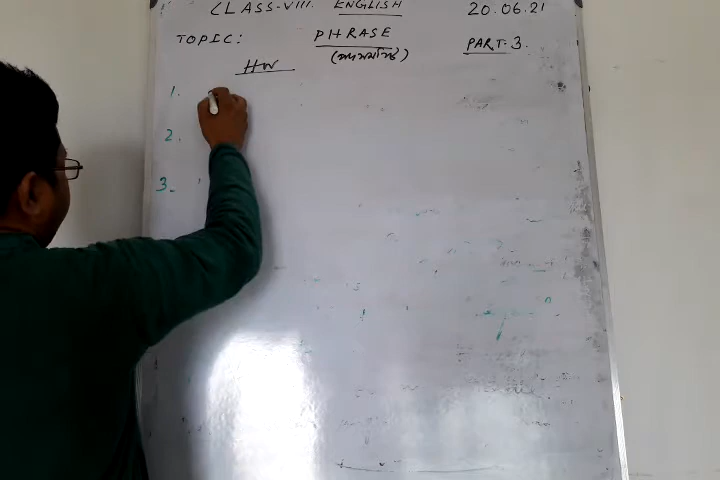 CLASS-VIII. ENGLISH 20.06.21
TOPIC: PHRASE PART-3.
HW
1.
2.
3.